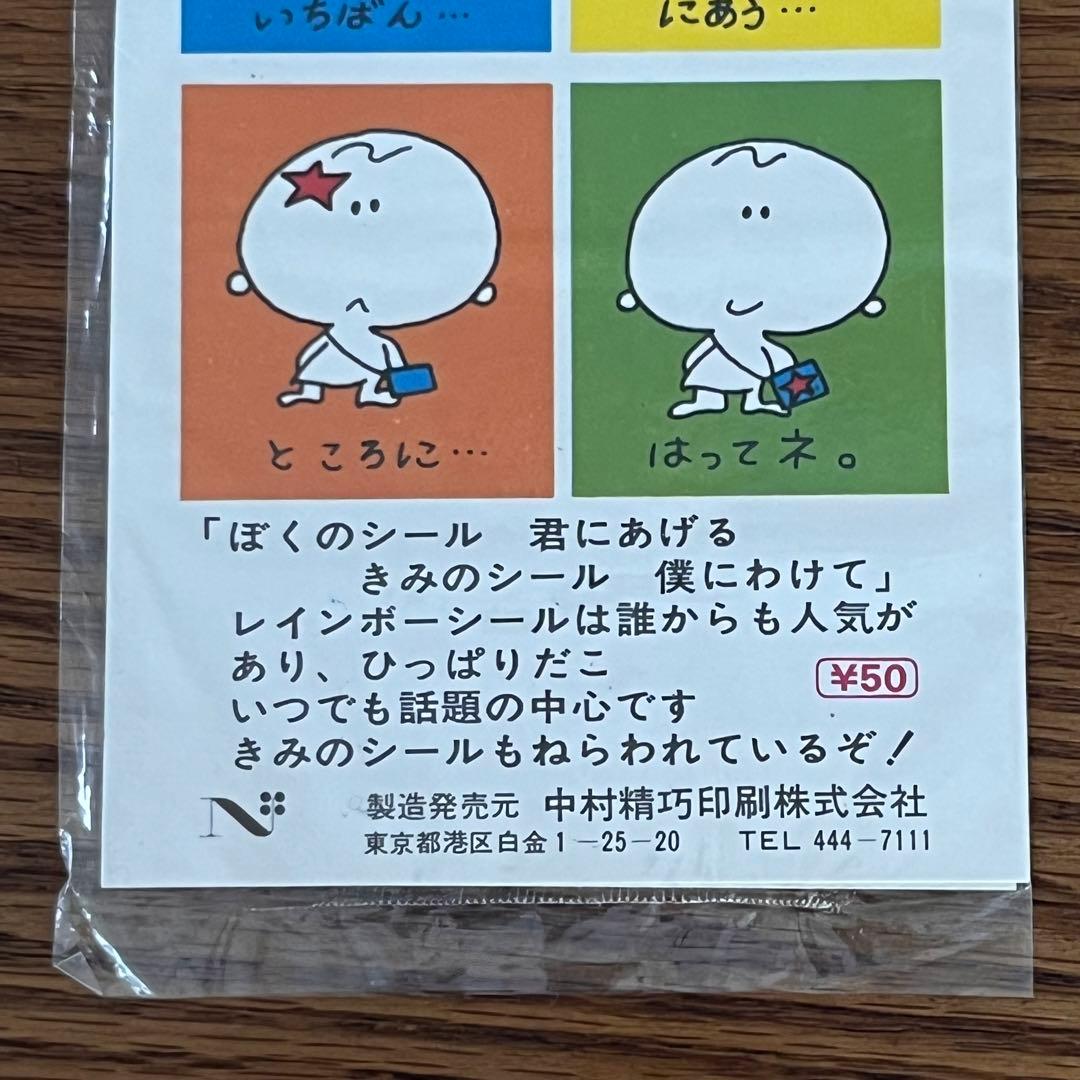 いちばん…
にあう…
ところに…
はってネ。
「ぼくのシール 君にあげる
きみのシール 僕にわけて」
レインボーシールは誰からも人気が
あり、ひっぱりだこ
¥50
いつでも話題の中心です
きみのシールもねらわれているぞ!
N
製造発売元 中村精巧印刷株式会社
東京都港区白金1-25-20 TEL 444-7111